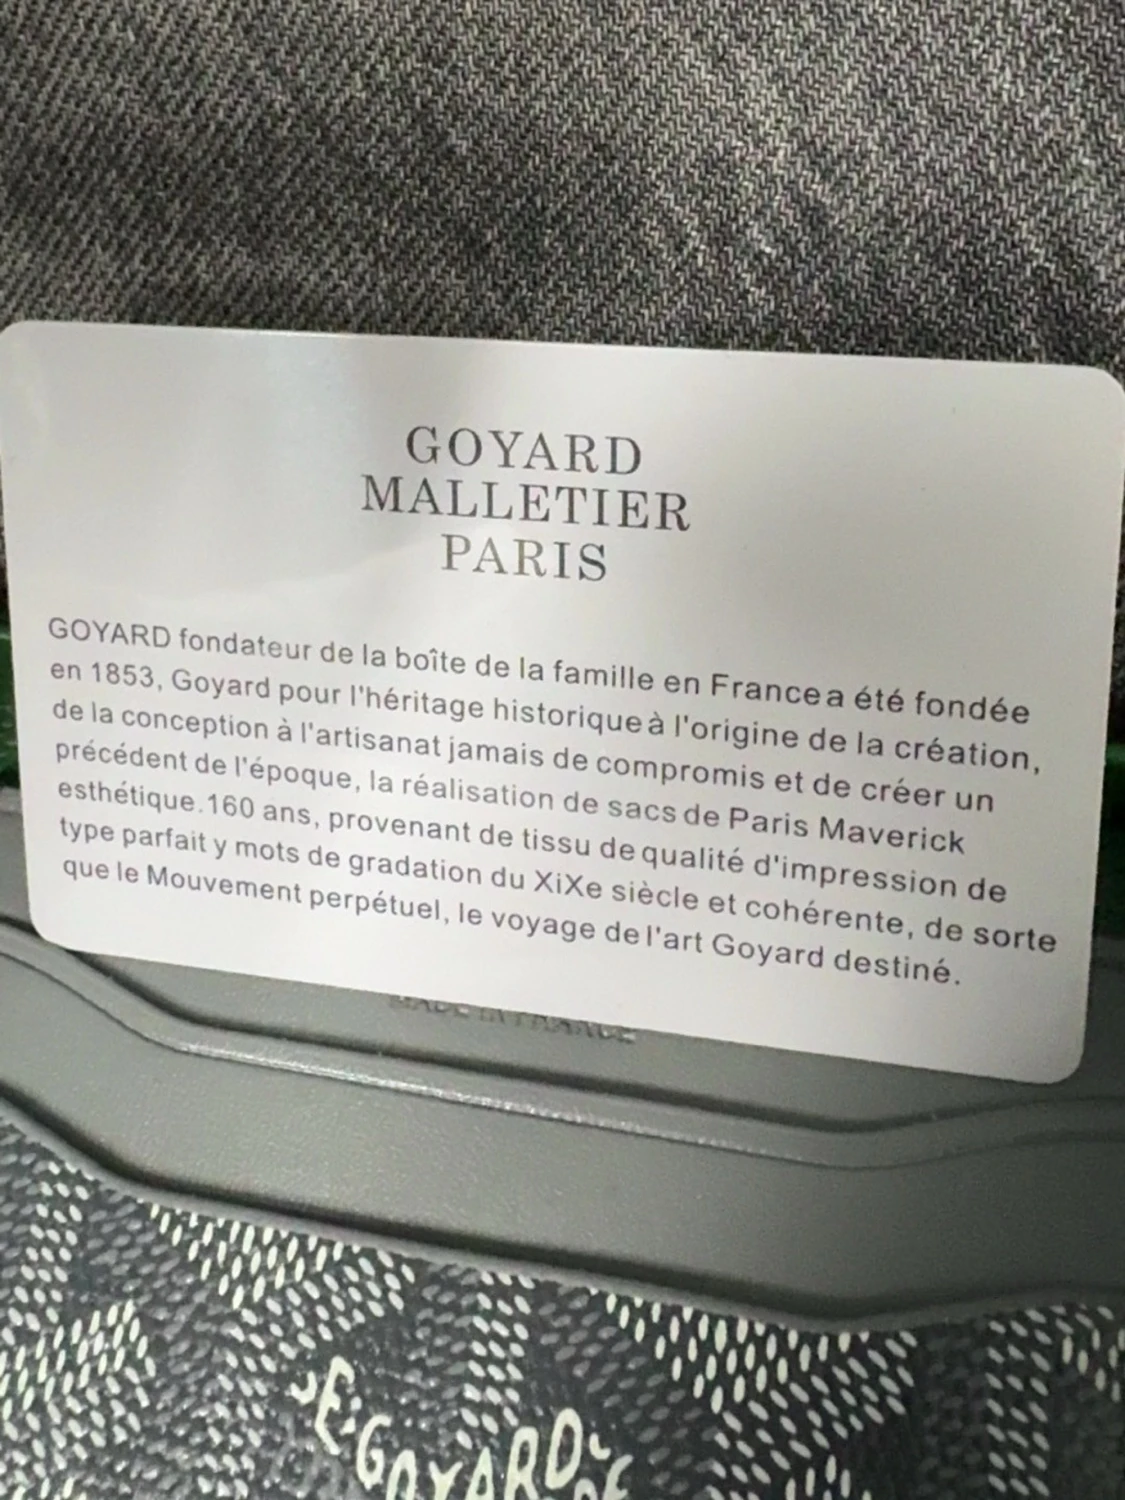 GOYARD
MALLETIER
PARIS
GOYARD fondateur de la boîte de la famille en France a été fondée
en 1853, Goyard pour l'héritage historique à l'origine de la création,
de la conception à l'artisanat jamais de compromis et de créer un
précédent de l'époque, la réalisation de sacs de Paris Maverick
esthétique.160 ans, provenant de tissu de qualité d'impression de
type parfait y mots de gradation du XiXe siècle et cohérente, de sorte
que le Mouvement perpétuel, le voyage de l'art Goyard destiné.
MADE IN FRANCE
E.GOYARD